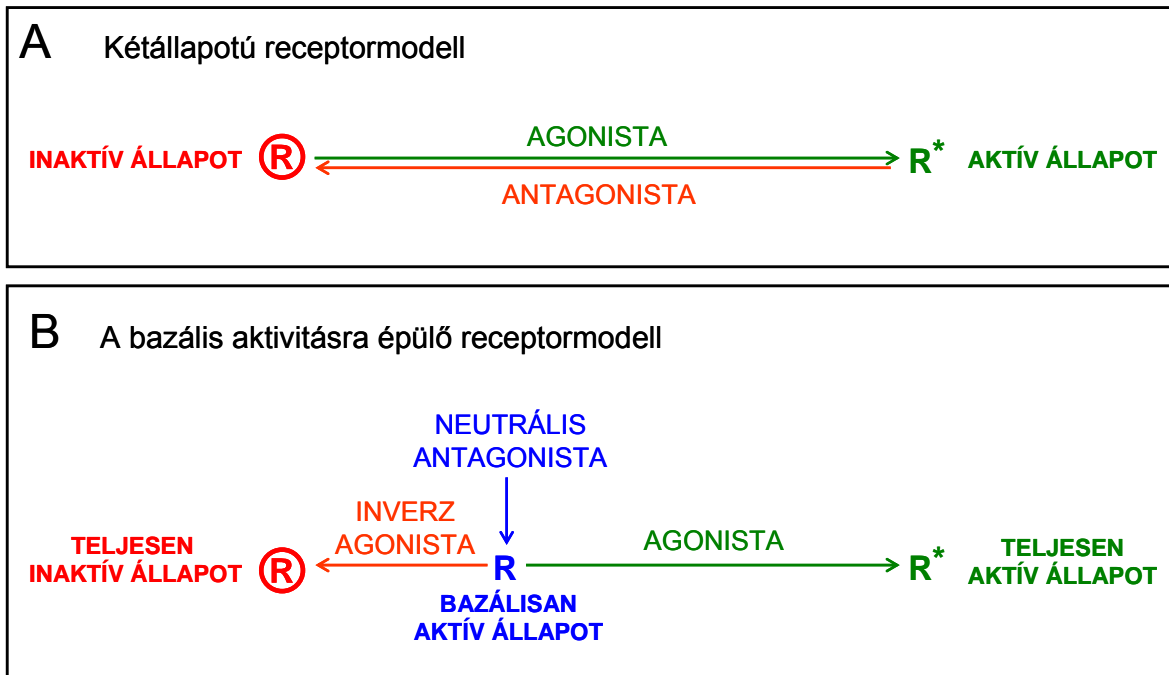 A Kétállapotú receptormodell
AGONISTA
INAKTÍV ÁLLAPOT R R* AKTÍV ÁLLAPOT
ANTAGONISTA
B A bazális aktivitásra épülő receptormodell
NEUTRÁLIS
ANTAGONISTA
INVERZ
AGONISTA
AGONISTA
TELJESEN
INAKTÍV ÁLLAPOT
R
R
R*
TELJESEN
AKTÍV ÁLLAPOT
BAZÁLISAN
AKTÍV ÁLLAPOT